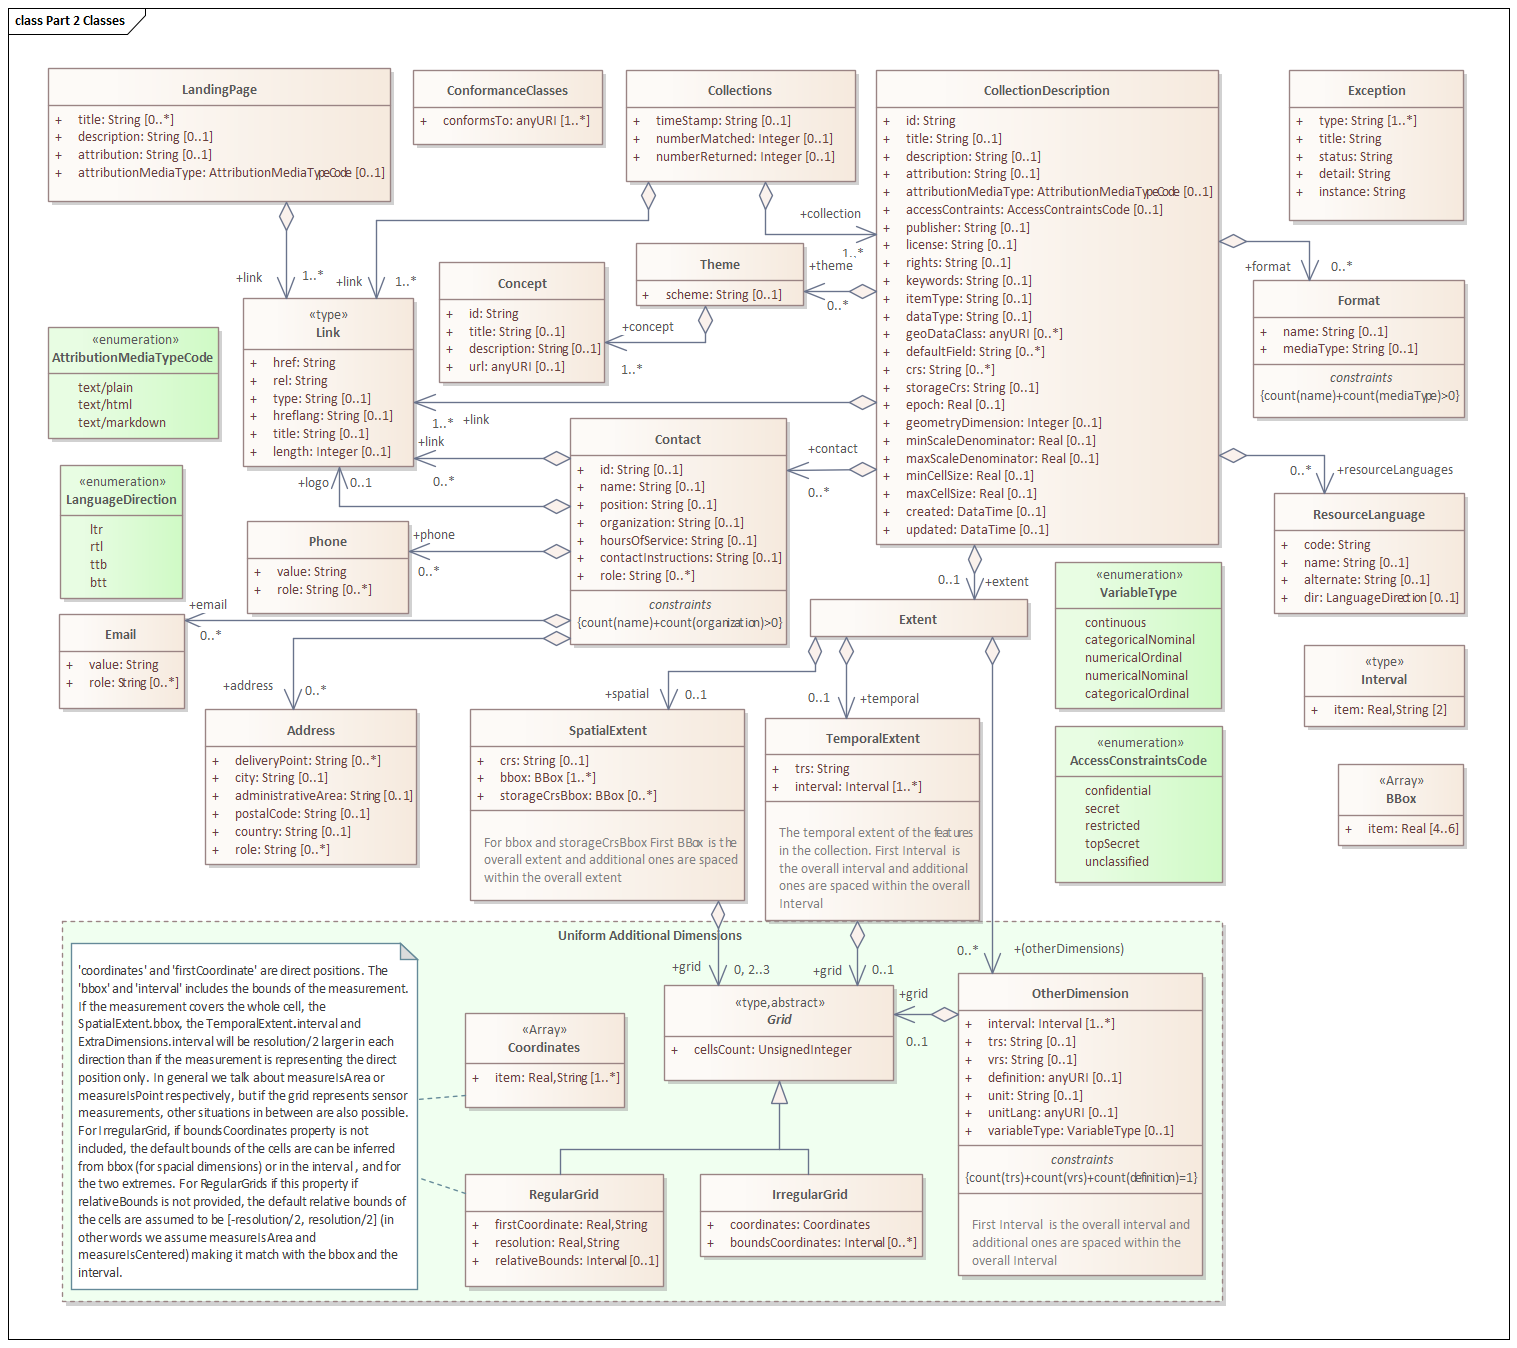 class Part 2 Classes
LandingPage
+ title: String [0..*]
+ description: String [0..1]
+ attribution: String [0..1]
+ attributionMediaType: AttributionMediaTypeCode [0..1]
ConformanceClasses
+ conformsTo: anyURI [1..*]
Collections
+ timeStamp: String [0..1]
+ numberMatched: Integer [0..1]
+ numberReturned: Integer [0..1]
CollectionDescription
+ id: String
+ title: String [0..1]
+ description: String [0..1]
+ attribution: String [0..1]
+ attributionMediaType: AttributionMediaTypeCode [0..1]
+ accessContraints: AccessContraintsCode [0..1]
+ publisher: String [0..1]
+ license: String [0..1]
+ rights: String [0..1]
+ keywords: String [0..1]
+ itemType: String [0..1]
+ dataType: String [0..1]
+ geoDataClass: anyURI [0..*]
+ defaultField: String [0..*]
+ crs: String [0..*]
+ storageCrs: String [0..1]
+ epoch: Real [0..1]
+ geometryDimension: Integer [0..1]
+ minScaleDenominator: Real [0..1]
+ maxScaleDenominator: Real [0..1]
+ minCellSize: Real [0..1]
+ maxCellSize: Real [0..1]
+ created: DataTime [0..1]
+ updated: DataTime [0..1]
Exception
+ type: String [1..*]
+ title: String
+ status: String
+ detail: String
+ instance: String
+link
1..*
+link
1..*
+collection
1..*
+theme
0..*
+format
0..*
Theme
+ scheme: String [0..1]
Concept
+ id: String
+ title: String [0..1]
+ description: String [0..1]
+ url: anyURI [0..1]
+concept
1..*
Format
+ name: String [0..1]
+ mediaType: String [0..1]
constraints
{count(name)+count(mediaType)>0}
«type»
Link
+ href: String
+ rel: String
+ type: String [0..1]
+ hreflang: String [0..1]
+ title: String [0..1]
+ length: Integer [0..1]
«enumeration»
AttributionMediaTypeCode
text/plain
text/html
text/markdown
1..*
+link
+link
0..*
+logo
0..1
+contact
0..*
Contact
+ id: String [0..1]
+ name: String [0..1]
+ position: String [0..1]
+ organization: String [0..1]
+ hoursOfService: String [0..1]
+ contactInstructions: String [0..1]
+ role: String [0..*]
constraints
{count(name)+count(organization)>0}
0..*
+resourceLanguages
ResourceLanguage
+ code: String
+ name: String [0..1]
+ alternate: String [0..1]
+ dir: LanguageDirection [0..1]
«enumeration»
LanguageDirection
ltr
rtl
ttb
btt
Phone
+ value: String
+ role: String [0..*]
+phone
0..*
+email
0..*
Email
+ value: String
+ role: String [0..*]
+address
0..*
Address
+ deliveryPoint: String [0..*]
+ city: String [0..1]
+ administrativeArea: String [0..1]
+ postalCode: String [0..1]
+ country: String [0..1]
+ role: String [0..*]
0..1
+extent
Extent
«enumeration»
VariableType
continuous
categoricalNominal
numericalOrdinal
numericalNominal
categoricalOrdinal
«type»
Interval
+ item: Real,String [2]
+spatial
0..1
0..1
+temporal
SpatialExtent
+ crs: String [0..1]
+ bbox: BBox [1..*]
+ storageCrsBbox: BBox [0..*]
For bbox and storageCrsBbox First BBox is the
overall extent and additional ones are spaced
within the overall extent
TemporalExtent
+ trs: String
+ interval: Interval [1..*]
The temporal extent of the features
in the collection. First Interval is
the overall interval and additional
ones are spaced within the overall
Interval
«enumeration»
AccessConstraintsCode
confidential
secret
restricted
topSecret
unclassified
«Array»
BBox
+ item: Real [4..6]
Uniform Additional Dimensions
'coordinates' and 'firstCoordinate' are direct positions. The
'bbox' and 'interval' includes the bounds of the measurement.
If the measurement covers the whole cell, the
SpatialExtent.bbox, the TemporalExtent.interval and
ExtraDimensions.interval will be resolution/2 larger in each
direction than if the measurement is representing the direct
position only. In general we talk about measureIsArea or
measureIsPoint respectively, but if the grid represents sensor
measurements, other situations in between are also possible.
For IrregularGrid, if boundsCoordinates property is not
included, the default bounds of the cells are can be inferred
from bbox (for spacial dimensions) or in the interval , and for
the two extremes. For RegularGrids if this property if
relativeBounds is not provided, the default relative bounds of
the cells are assumed to be [-resolution/2, resolution/2] (in
other words we assume measureIsArea and
measureIsCentered) making it match with the bbox and the
interval.
+grid
0, 2..3
+grid
0..1
0..*
+(otherDimensions)
+grid
0..1
«type,abstract»
Grid
+ cellsCount: UnsignedInteger
«Array»
Coordinates
+ item: Real,String [1..*]
OtherDimension
+ interval: Interval [1..*]
+ trs: String [0..1]
+ vrs: String [0..1]
+ definition: anyURI [0..1]
+ unit: String [0..1]
+ unitLang: anyURI [0..1]
+ variableType: VariableType [0..1]
constraints
{count(trs)+count(vrs)+count(definition)=1}
First Interval is the overall interval and
additional ones are spaced within the
overall Interval
RegularGrid
+ firstCoordinate: Real,String
+ resolution: Real,String
+ relativeBounds: Interval [0..1]
IrregularGrid
+ coordinates: Coordinates
+ boundsCoordinates: Interval [0..*]